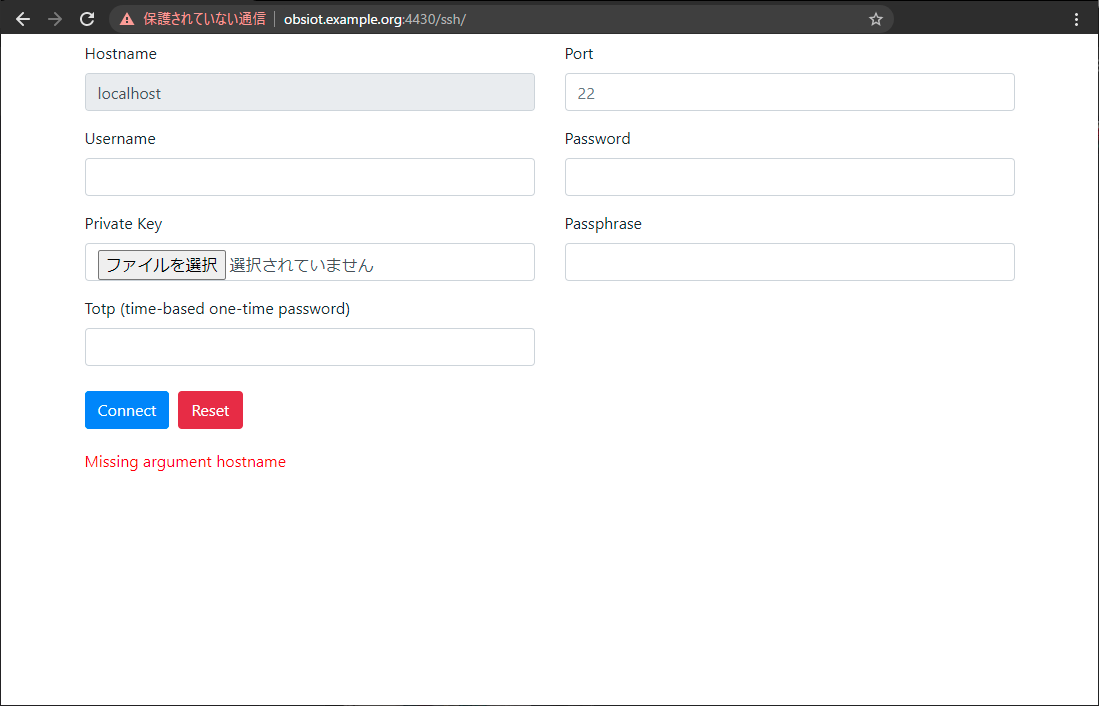 保護されていない通信 obsiot.example.org:4430/ssh/
Hostname Port
localhost 22
Username Password
Private Key Passphrase
ファイルを選択 選択されていません
Totp (time-based one-time password)
Connect Reset
Missing argument hostname